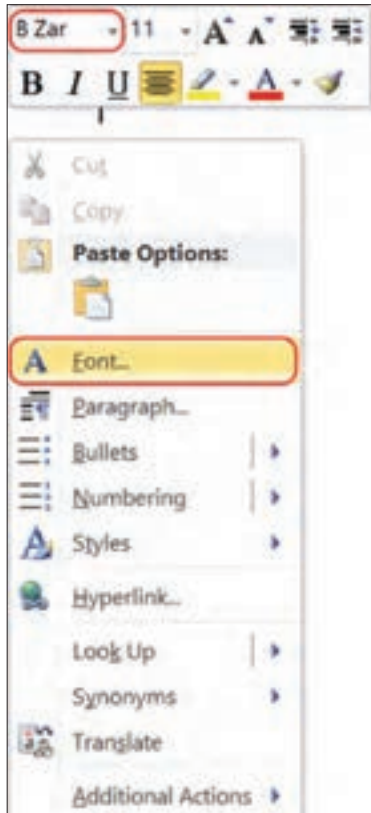 B Zar 11 A A
B I U A
Cut
Copy
Paste Options:
A Font...
Paragraph...
Bullets
Numbering
Styles
Hyperlink...
Look Up
Synonyms
Translate
Additional Actions